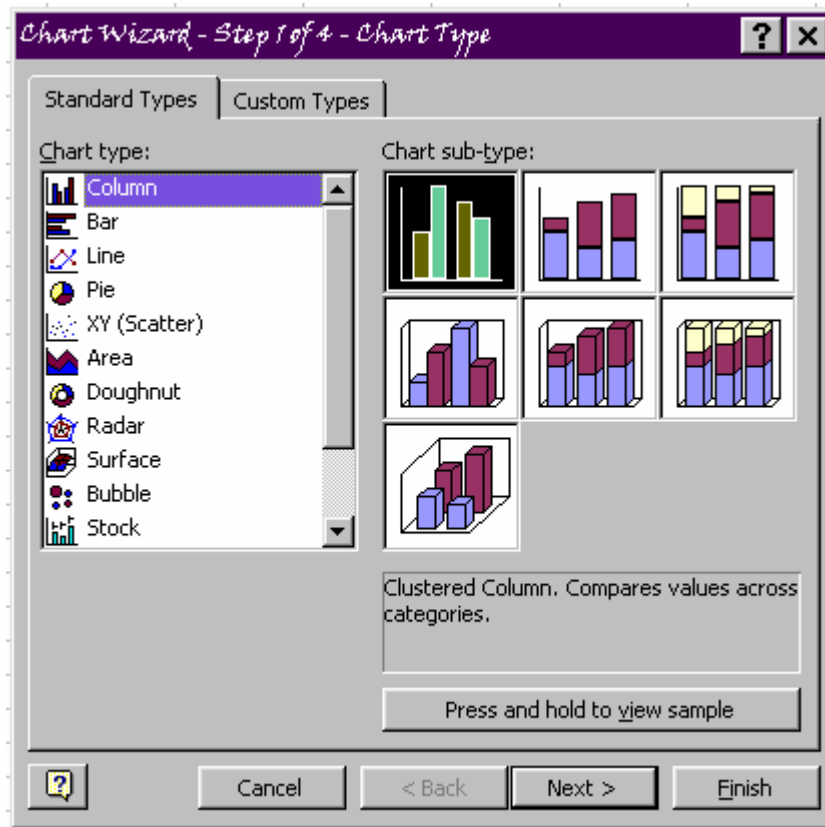 Chart Wizard - Step 1 of 4 - Chart Type
Standard Types
Custom Types
Chart type:
Column
Bar
Line
Pie
XY (Scatter)
Area
Doughnut
Radar
Surface
Bubble
Stock
Chart sub-type:
Clustered Column. Compares values across
categories.
Press and hold to view sample
Cancel
< Back
Next >
Finish